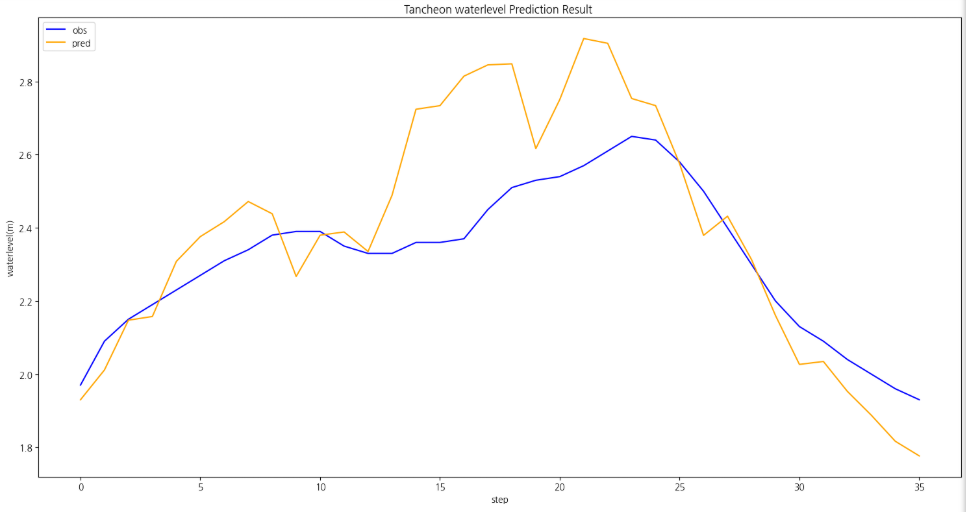 Tancheon waterlevel Prediction Result
obs
pred
waterlevel(m)
2.8
2.6
2.4
2.2
2.0
1.8
0 5 10 15 20 25 30 35
step